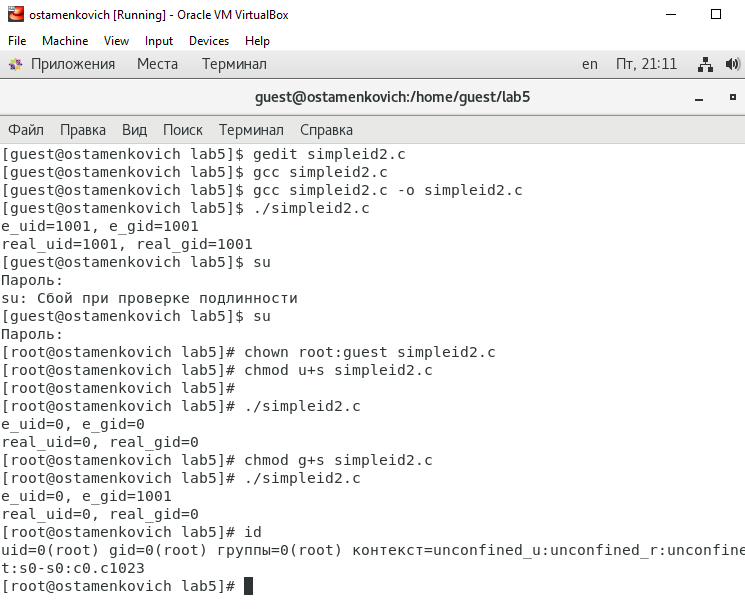 ostamenkovich [Running] - Oracle VM VirtualBox
File Machine View Input Devices Help
Приложения Места Терминал en Пт, 21:11
guest@ostamenkovich:/home/guest/lab5
Файл Правка Вид Поиск Терминал Справка
[guest@ostamenkovich lab5]$ gedit simpleid2.c
[guest@ostamenkovich lab5]$ gcc simpleid2.c
[guest@ostamenkovich lab5]$ gcc simpleid2.c -o simpleid2.c
[guest@ostamenkovich lab5]$ ./simpleid2.c
e_uid=1001, e_gid=1001
real_uid=1001, real_gid=1001
[guest@ostamenkovich lab5]$ su
Пароль:
su: Сбой при проверке подлинности
[guest@ostamenkovich lab5]$ su
Пароль:
[root@ostamenkovich lab5]# chown root:guest simpleid2.c
[root@ostamenkovich lab5]# chmod u+s simpleid2.c
[root@ostamenkovich lab5]#
[root@ostamenkovich lab5]# ./simpleid2.c
e_uid=0, e_gid=0
real_uid=0, real_gid=0
[root@ostamenkovich lab5]# chmod g+s simpleid2.c
[root@ostamenkovich lab5]# ./simpleid2.c
e_uid=0, e_gid=1001
real_uid=0, real_gid=0
[root@ostamenkovich lab5]# id
uid=0(root) gid=0(root) группы=0(root) контекст=unconfined_u:unconfined_r:unconfine
t:s0-s0:c0.c1023
[root@ostamenkovich lab5]#